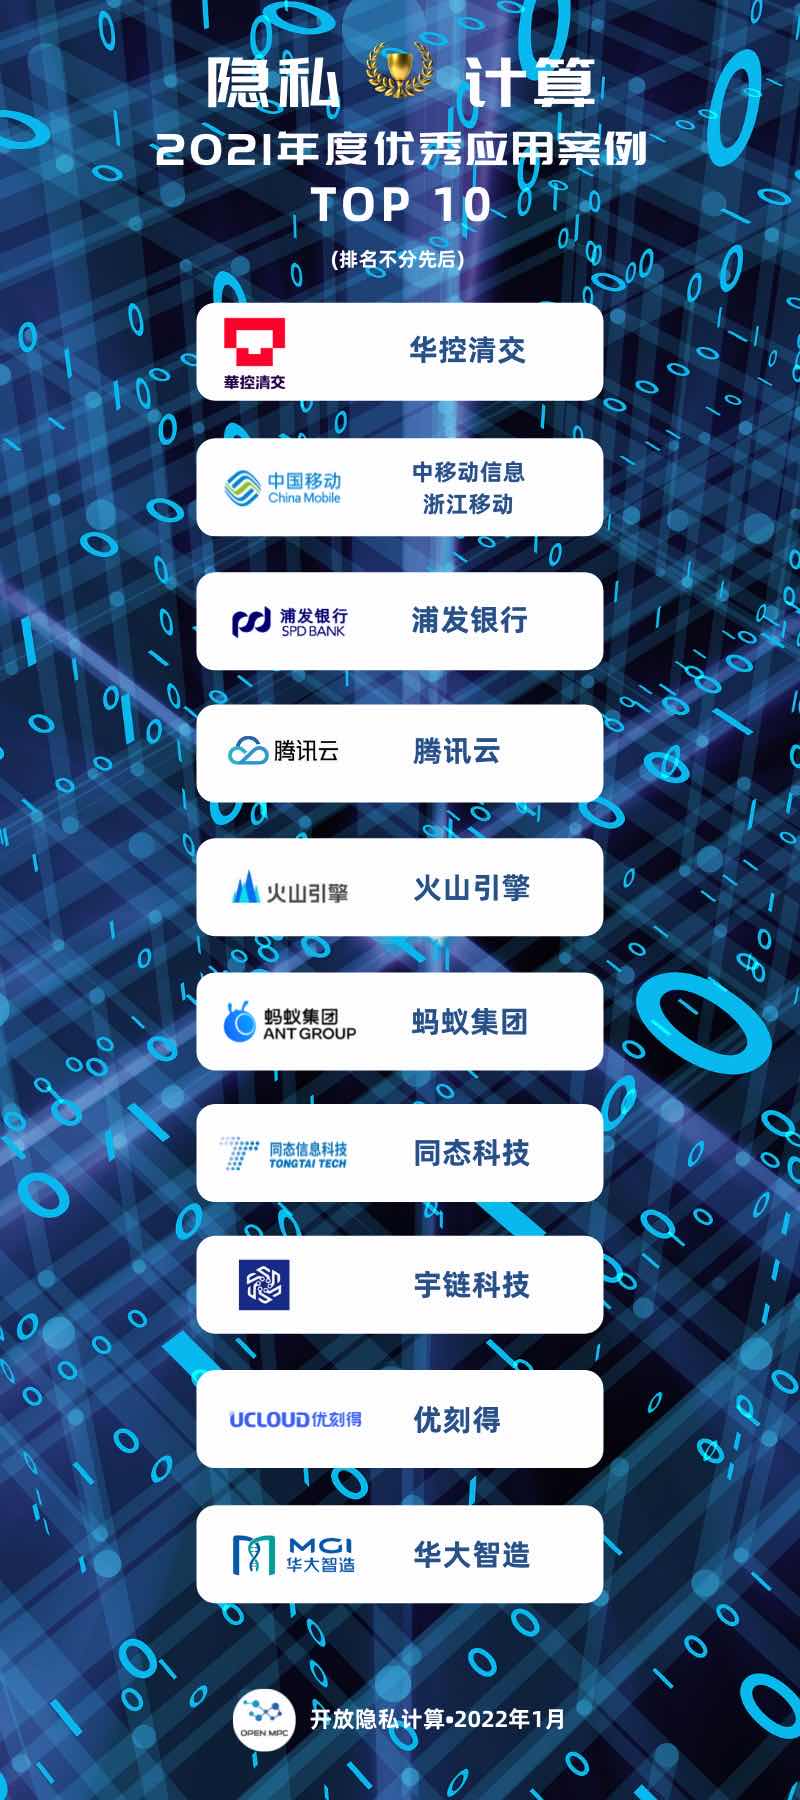 隐私 计算
2021年度优秀应用案例
TOP 10
(排名不分先后)
華控清交
华控清交
中国移动
China Mobile
中移动信息
浙江移动
浦发银行
SPD BANK
浦发银行
腾讯云
腾讯云
火山引擎
火山引擎
蚂蚁集团
ANT GROUP
蚂蚁集团
同态信息科技
TONGTAI TECH
同态科技
宇链科技
UCLOUD优刻得
优刻得
MGI
华大智造
华大智造
OPEN MPC
开放隐私计算•2022年1月